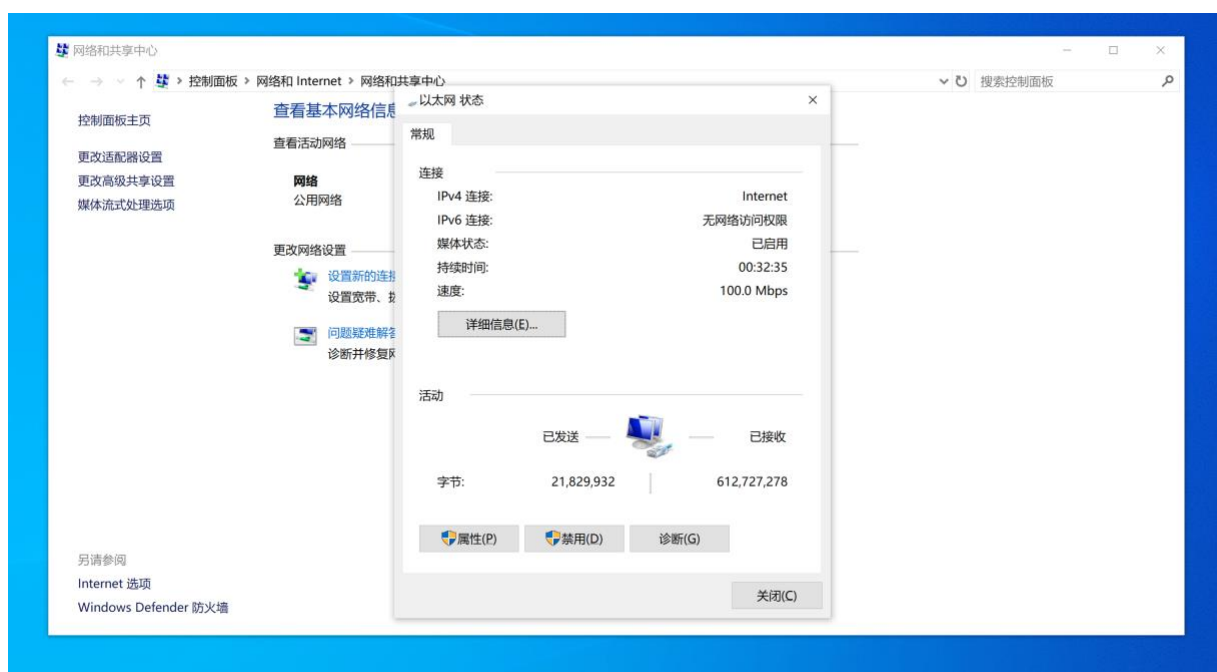 网络和共享中心
控制面板 > 网络和 Internet > 网络和共享中心
搜索控制面板
控制面板主页
更改适配器设置
更改高级共享设置
媒体流式处理选项
查看基本网络信息
查看活动网络
网络
公用网络
更改网络设置
设置新的连接
设置宽带、拨
问题疑难解答
诊断并修复网
以太网 状态
常规
连接
IPv4 连接: Internet
IPv6 连接: 无网络访问权限
媒体状态: 已启用
持续时间: 00:32:35
速度: 100.0 Mbps
详细信息(E)...
活动
已发送 已接收
字节: 21,829,932 612,727,278
属性(P) 禁用(D) 诊断(G)
关闭(C)
另请参阅
Internet 选项
Windows Defender 防火墙